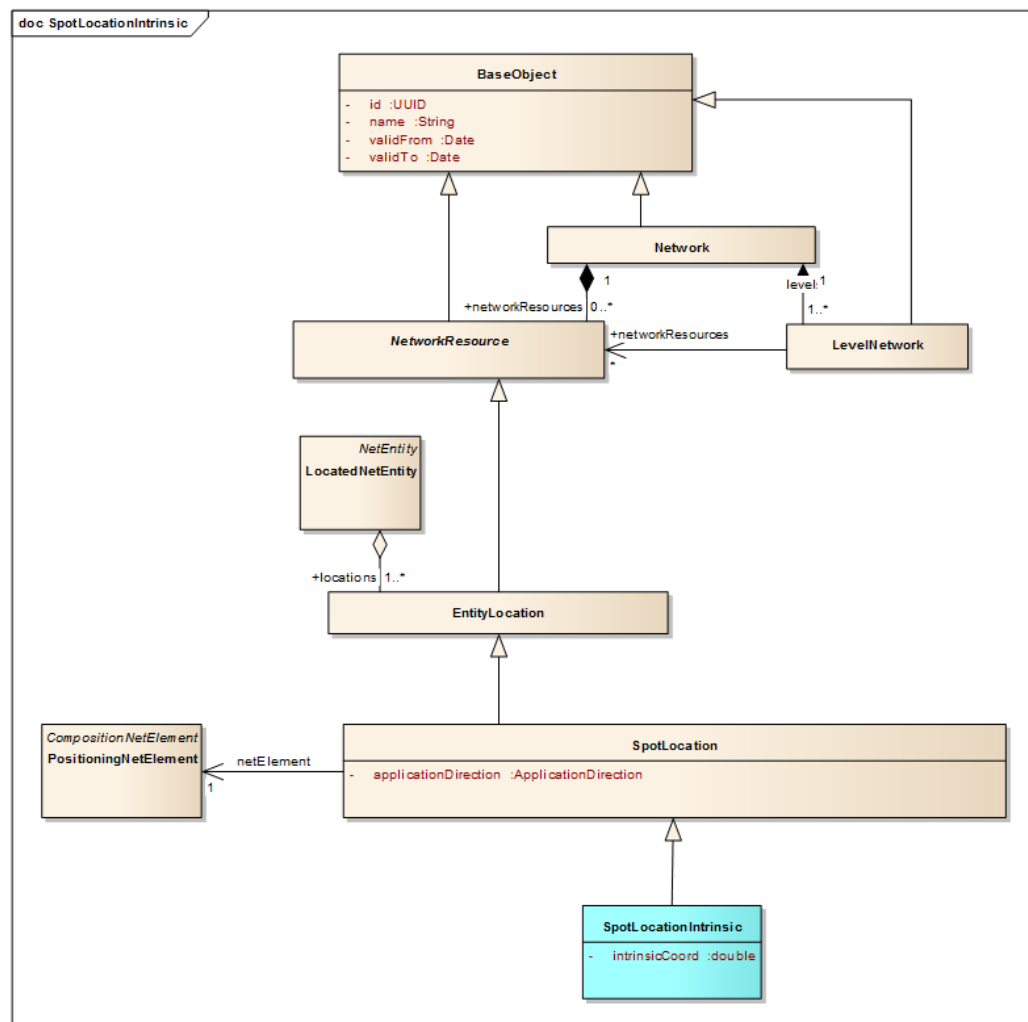 doc SpotLocationIntrinsic
BaseObject
- id :UUID
- name :String
- validFrom :Date
- validTo :Date
Network
1
level:
1
+networkResources
0..*
1..*
NetworkResource
+networkResources
*
LevelNetwork
NetEntity
LocatedNetEntity
+locations
1..*
EntityLocation
CompositionNetElement
PositioningNetElement
netElement
1
SpotLocation
- applicationDirection :ApplicationDirection
SpotLocationIntrinsic
- intrinsicCoord :double